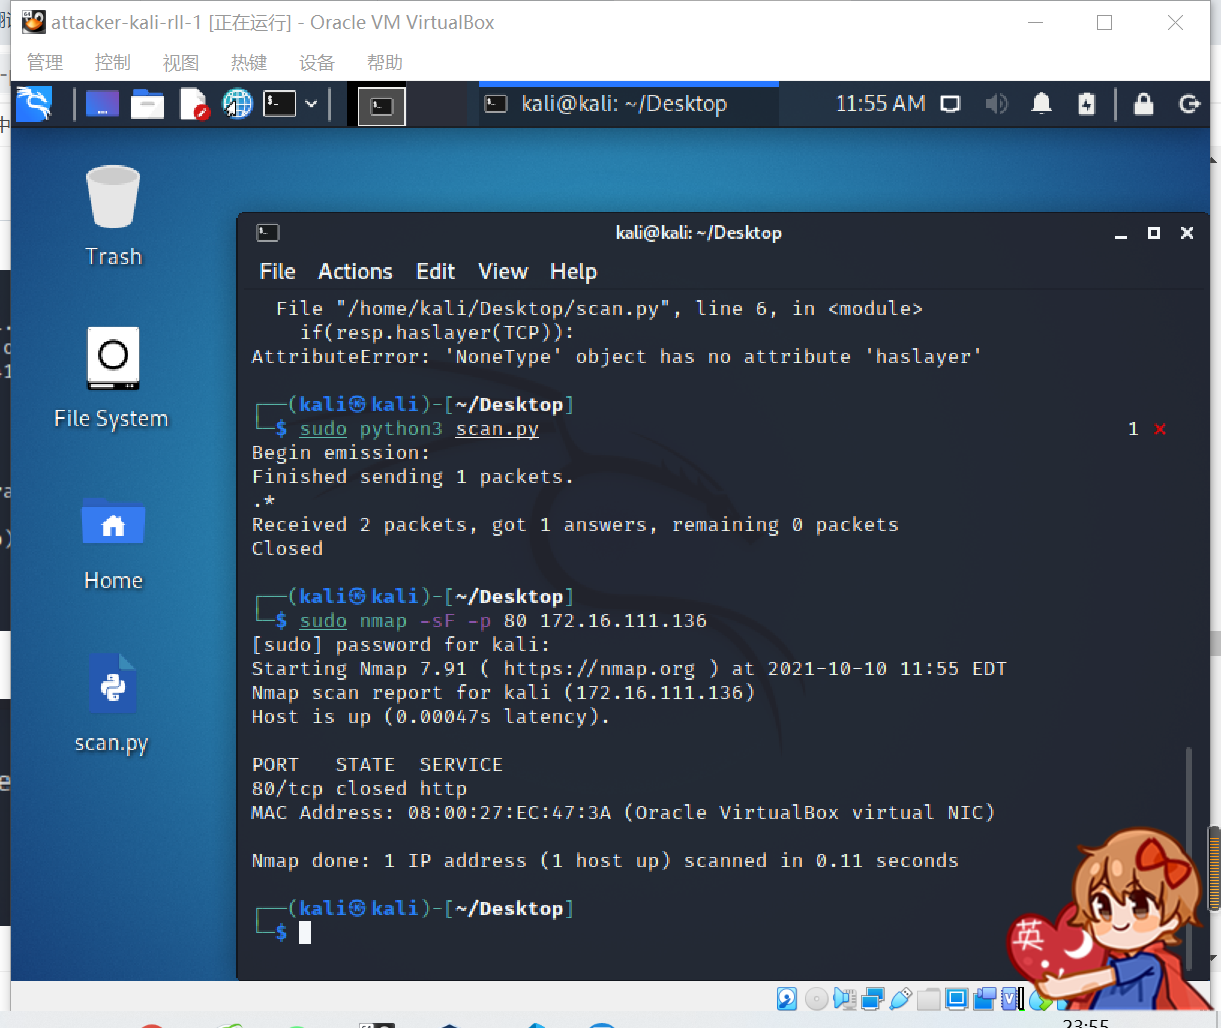 attacker-kali-rll-1 [正在运行] - Oracle VM VirtualBox
管理 控制 视图 热键 设备 帮助
kali@kali: ~/Desktop 11:55 AM
Trash
File System
Home
scan.py
kali@kali: ~/Desktop
File Actions Edit View Help
File "/home/kali/Desktop/scan.py", line 6, in <module>
if(resp.haslayer(TCP)):
AttributeError: 'NoneType' object has no attribute 'haslayer'
┌──(kali㉿kali)-[~/Desktop]
└─$ sudo python3 scan.py 1 ⨯
Begin emission:
Finished sending 1 packets.
.*
Received 2 packets, got 1 answers, remaining 0 packets
Closed
┌──(kali㉿kali)-[~/Desktop]
└─$ sudo nmap -sF -p 80 172.16.111.136
[sudo] password for kali:
Starting Nmap 7.91 ( https://nmap.org ) at 2021-10-10 11:55 EDT
Nmap scan report for kali (172.16.111.136)
Host is up (0.00047s latency).
PORT STATE SERVICE
80/tcp closed http
MAC Address: 08:00:27:EC:47:3A (Oracle VirtualBox virtual NIC)
Nmap done: 1 IP address (1 host up) scanned in 0.11 seconds
┌──(kali㉿kali)-[~/Desktop]
└─$
英
23:55